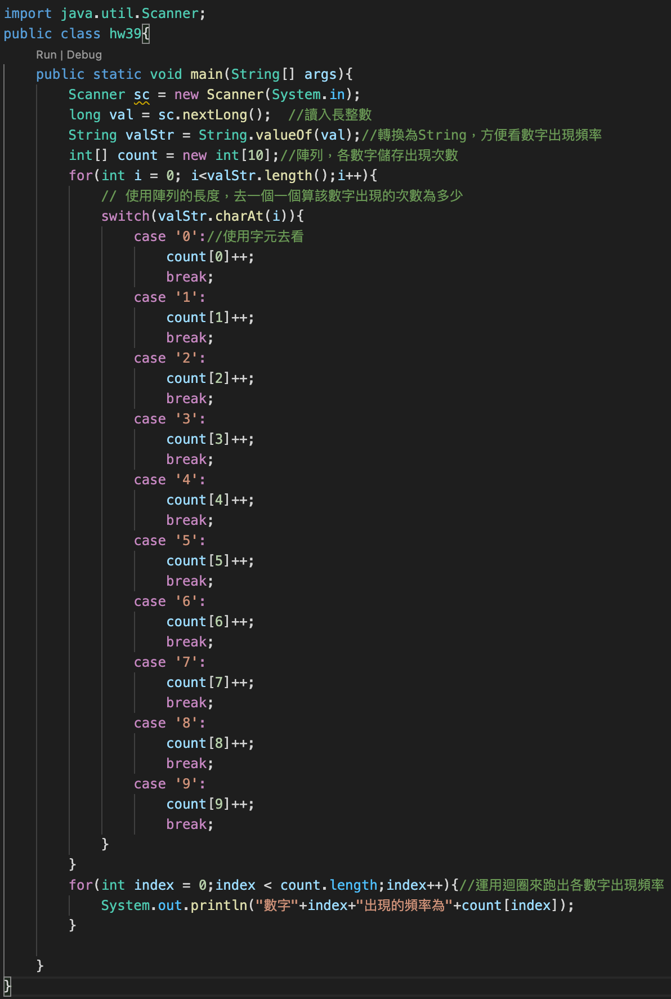 import java.util.Scanner;
public class hw39{
Run | Debug
public static void main(String[] args){
Scanner sc = new Scanner(System.in);
long val = sc.nextLong();  //讀入長整數
String valStr = String.valueOf(val);//轉換為String，方便看數字出現頻率
int[] count = new int[10];//陣列，各數字儲存出現次數
for(int i = 0; i<valStr.length();i++){
// 使用陣列的長度，去一個一個算該數字出現的次數為多少
switch(valStr.charAt(i)){
case '0'://使用字元去看
count[0]++;
break;
case '1':
count[1]++;
break;
case '2':
count[2]++;
break;
case '3':
count[3]++;
break;
case '4':
count[4]++;
break;
case '5':
count[5]++;
break;
case '6':
count[6]++;
break;
case '7':
count[7]++;
break;
case '8':
count[8]++;
break;
case '9':
count[9]++;
break;
}
}
for(int index = 0;index < count.length;index++){//運用迴圈來跑出各數字出現頻率
System.out.println("數字"+index+"出現的頻率為"+count[index]);
}
}
}